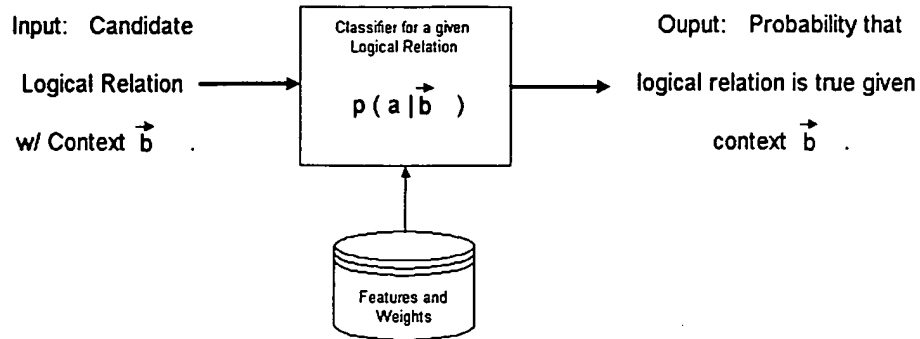 Input: Candidate
Logical Relation
w/ Context b⃗ .
Classifier for a given
Logical Relation
p ( a | b⃗ )
Ouput: Probability that
logical relation is true given
context b⃗ .
Features and
Weights